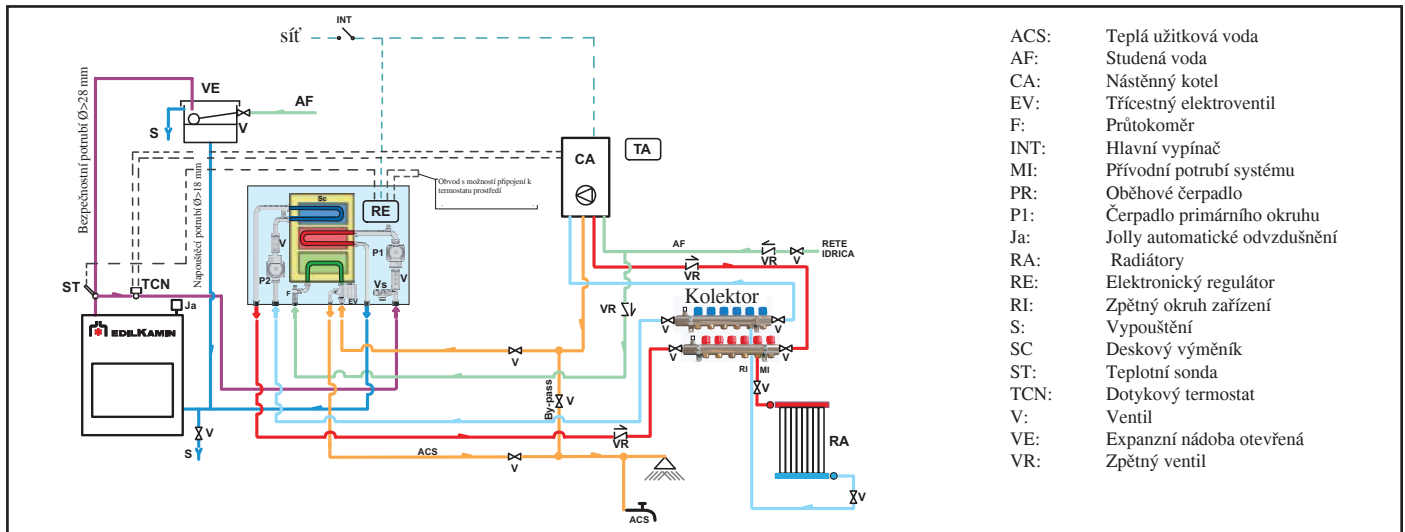 INT
síť
VE
AF
V
S
Bezpečnostní potrubí Ø>28 mm
Napouštěcí potrubí Ø>18 mm
CA
TA
Obvod s možností připojení k
termostatu prostředí
RE
Sc
V
P1
P2
V
Vs
F
EV
ST
TCN
Ja
EDILKAMIN
AF
VR
V
RETE
IDRICA
VR
VR
Kolektor
V
V
V
V
RI
MI
V
V
By-pass
V
VR
RA
V
S
ACS
V
V
ACS
ACS: Teplá užitková voda
AF: Studená voda
CA: Nástěnný kotel
EV: Třícestný elektroventil
F: Průtokoměr
INT: Hlavní vypínač
MI: Přívodní potrubí systému
PR: Oběhové čerpadlo
P1: Čerpadlo primárního okruhu
Ja: Jolly automatické odvzdušnění
RA: Radiátory
RE: Elektronický regulátor
RI: Zpětný okruh zařízení
S: Vypouštění
SC Deskový výměník
ST: Teplotní sonda
TCN: Dotykový termostat
V: Ventil
VE: Expanzní nádoba otevřená
VR: Zpětný ventil